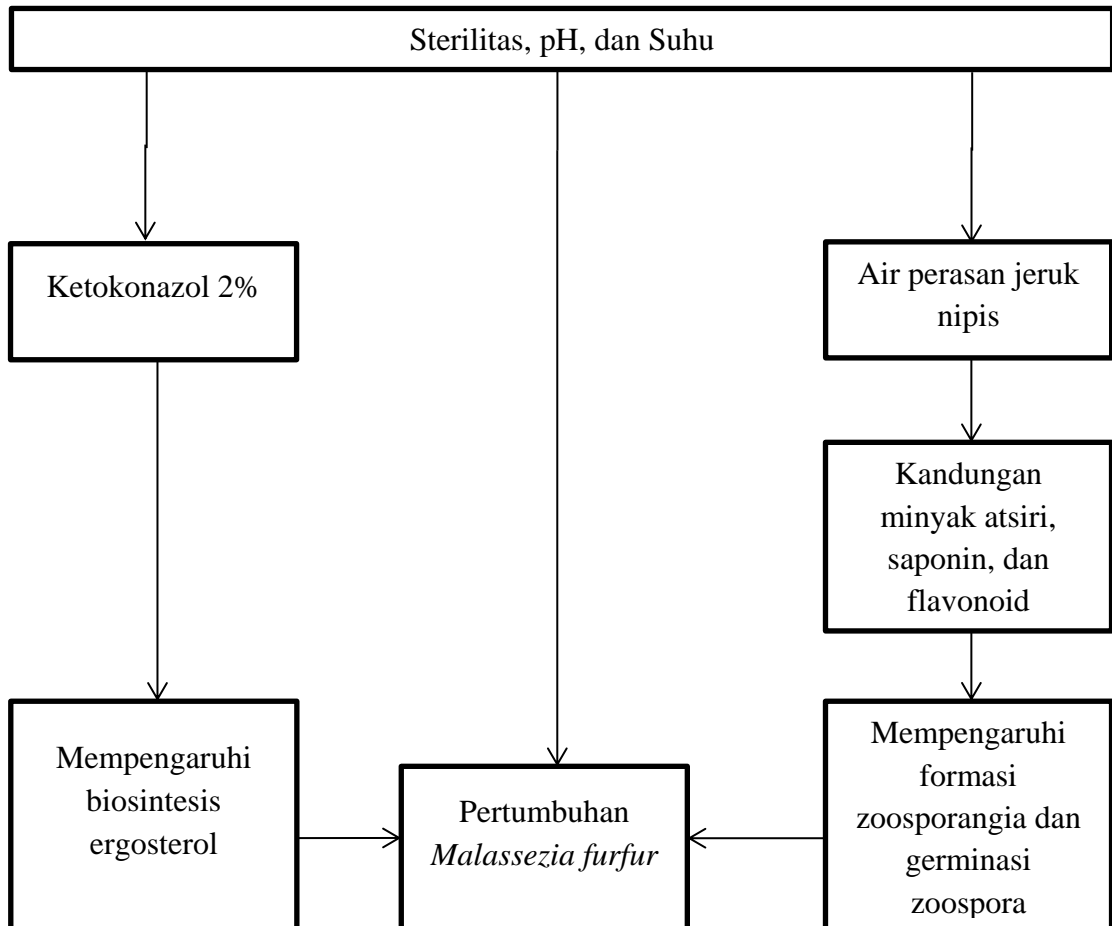 Sterilitas, pH, dan Suhu
Ketokonazol 2%
Air perasan jeruk
nipis
Kandungan
minyak atsiri,
saponin, dan
flavonoid
Mempengaruhi
biosintesis
ergosterol
Pertumbuhan
Malassezia furfur
Mempengaruhi
formasi
zoosporangia dan
germinasi
zoospora